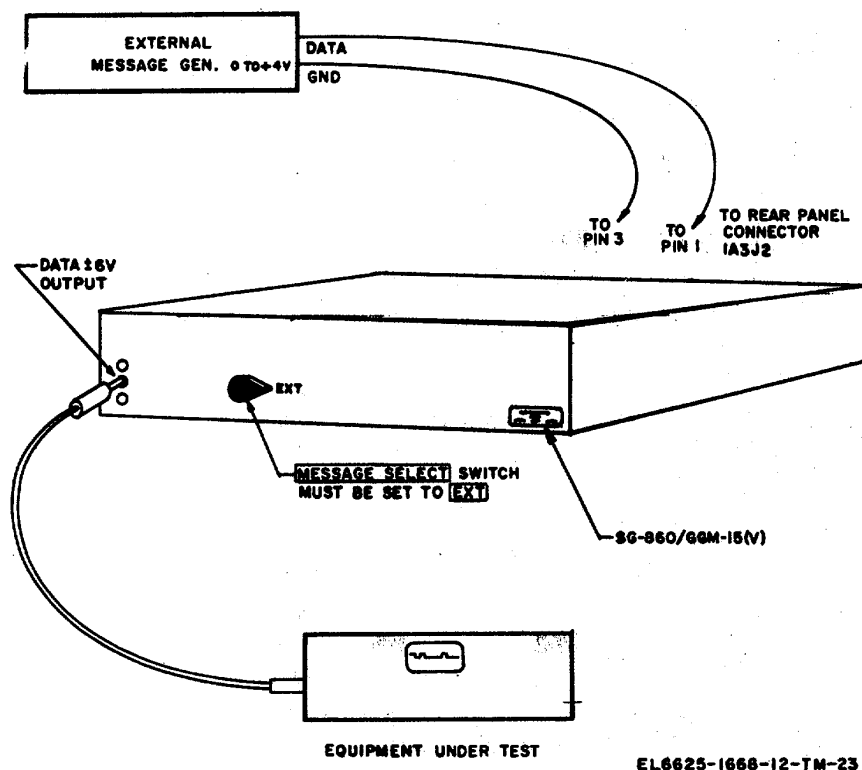 EXTERNAL
MESSAGE GEN. 0 TO +4V
DATA
GND
TO
PIN 3
TO
PIN 1
TO REAR PANEL
CONNECTOR
1A3J2
DATA ±6V
OUTPUT
EXT
MESSAGE SELECT SWITCH
MUST BE SET TO EXT
SG-860/GGM-15(V)
EQUIPMENT UNDER TEST
EL6625-1668-12-TM-23